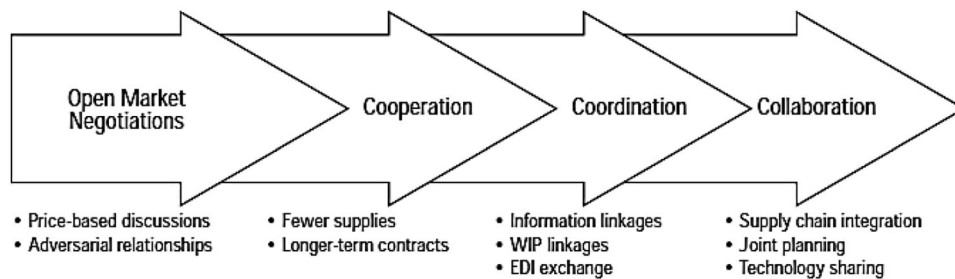 Open Market
Negotiations
Cooperation
Coordination
Collaboration
• Price-based discussions
• Adversarial relationships
• Fewer supplies
• Longer-term contracts
• Information linkages
• WIP linkages
• EDI exchange
• Supply chain integration
• Joint planning
• Technology sharing